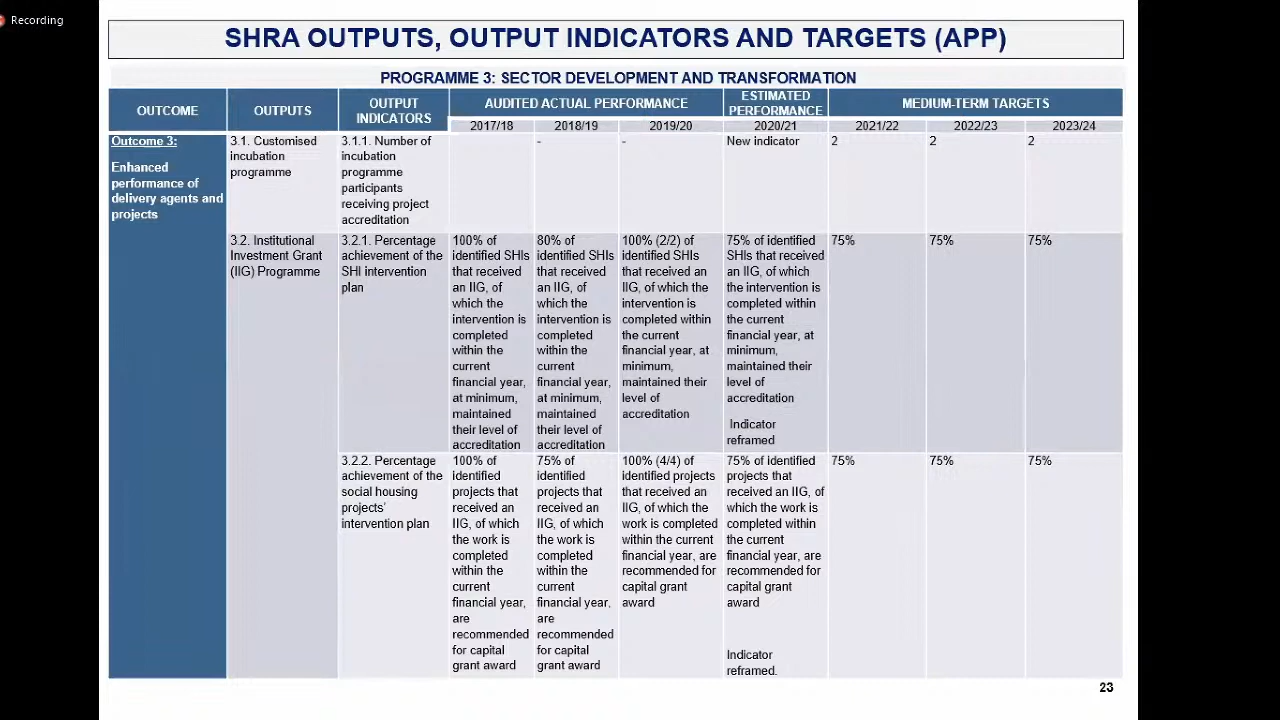 Recording
SHRA OUTPUTS, OUTPUT INDICATORS AND TARGETS (APP)
PROGRAMME 3: SECTOR DEVELOPMENT AND TRANSFORMATION
OUTCOME
OUTPUTS
OUTPUT
INDICATORS
AUDITED ACTUAL PERFORMANCE
ESTIMATED
PERFORMANCE
MEDIUM-TERM TARGETS
2017/18
2018/19
2019/20
2020/21
2021/22
2022/23
2023/24
Outcome 3:
Enhanced
performance of
delivery agents and
projects
3.1. Customised
incubation
programme
3.1.1. Number of
incubation
programme
participants
receiving project
accreditation
-
-
New indicator
2
2
2
3.2. Institutional
Investment Grant
(IIG) Programme
3.2.1. Percentage
achievement of the
SHI intervention
plan
100% of
identified SHIs
that received
an IIG, of
which the
intervention is
completed
within the
current
financial year,
at minimum,
maintained
their level of
accreditation
80% of
identified SHIs
that received
an IIG, of
which the
intervention is
completed
within the
current
financial year,
at minimum,
maintained
their level of
accreditation
100% (2/2) of
identified SHIs
that received an
IIG, of which the
intervention is
completed within
the current
financial year, at
minimum,
maintained their
level of
accreditation
75% of identified
SHIs that received
an IIG, of which
the intervention is
completed within
the current
financial year, at
minimum,
maintained their
level of
accreditation
Indicator
reframed
75%
75%
75%
3.2.2. Percentage
achievement of the
social housing
projects'
intervention plan
100% of
identified
projects that
received an
IIG, of which
the work is
completed
within the
current
financial year,
are
recommended
for capital
grant award
75% of
identified
projects that
received an
IIG, of which
the work is
completed
within the
current
financial year,
are
recommended
for capital
grant award
100% (4/4) of
identified projects
that received an
IIG, of which the
work is completed
within the current
financial year, are
recommended for
capital grant
award
75% of identified
projects that
received an IIG, of
which the work is
completed within
the current
financial year, are
recommended for
capital grant
award
Indicator
reframed.
75%
75%
75%
23